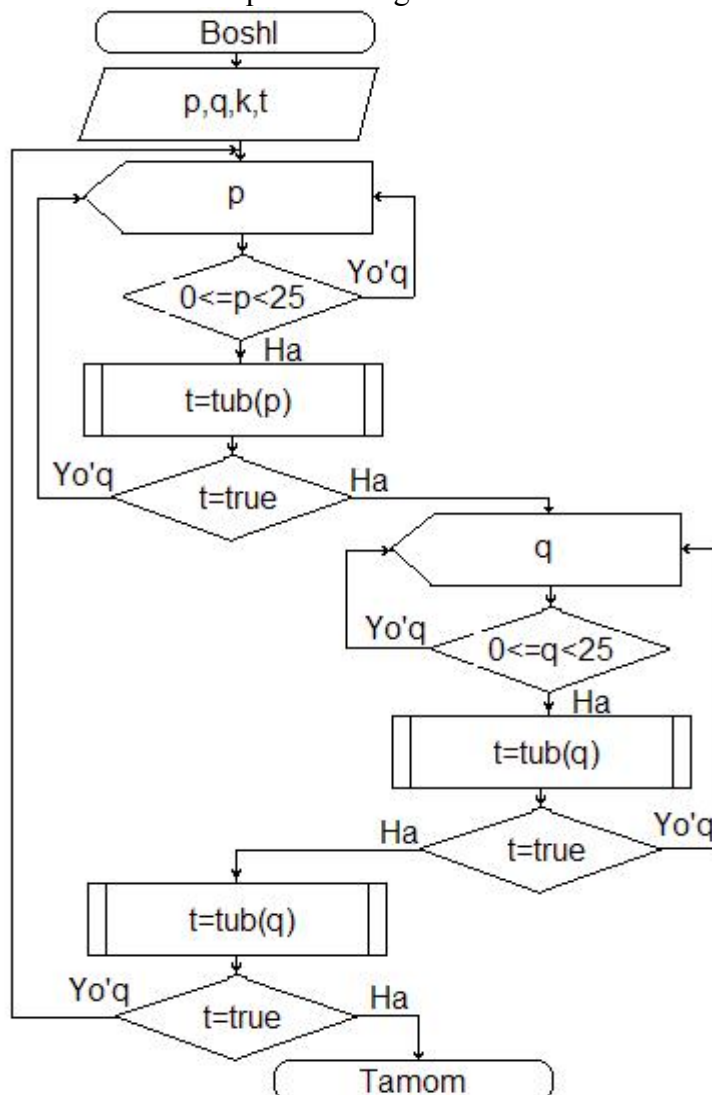 Boshl
p,q,k,t
p
Yo'q
0<=p<25
Ha
t=tub(p)
Yo'q
t=true
Ha
q
Yo'q
0<=q<25
Ha
t=tub(q)
Ha
t=true
Yo'q
t=tub(q)
Yo'q
t=true
Ha
Tamom